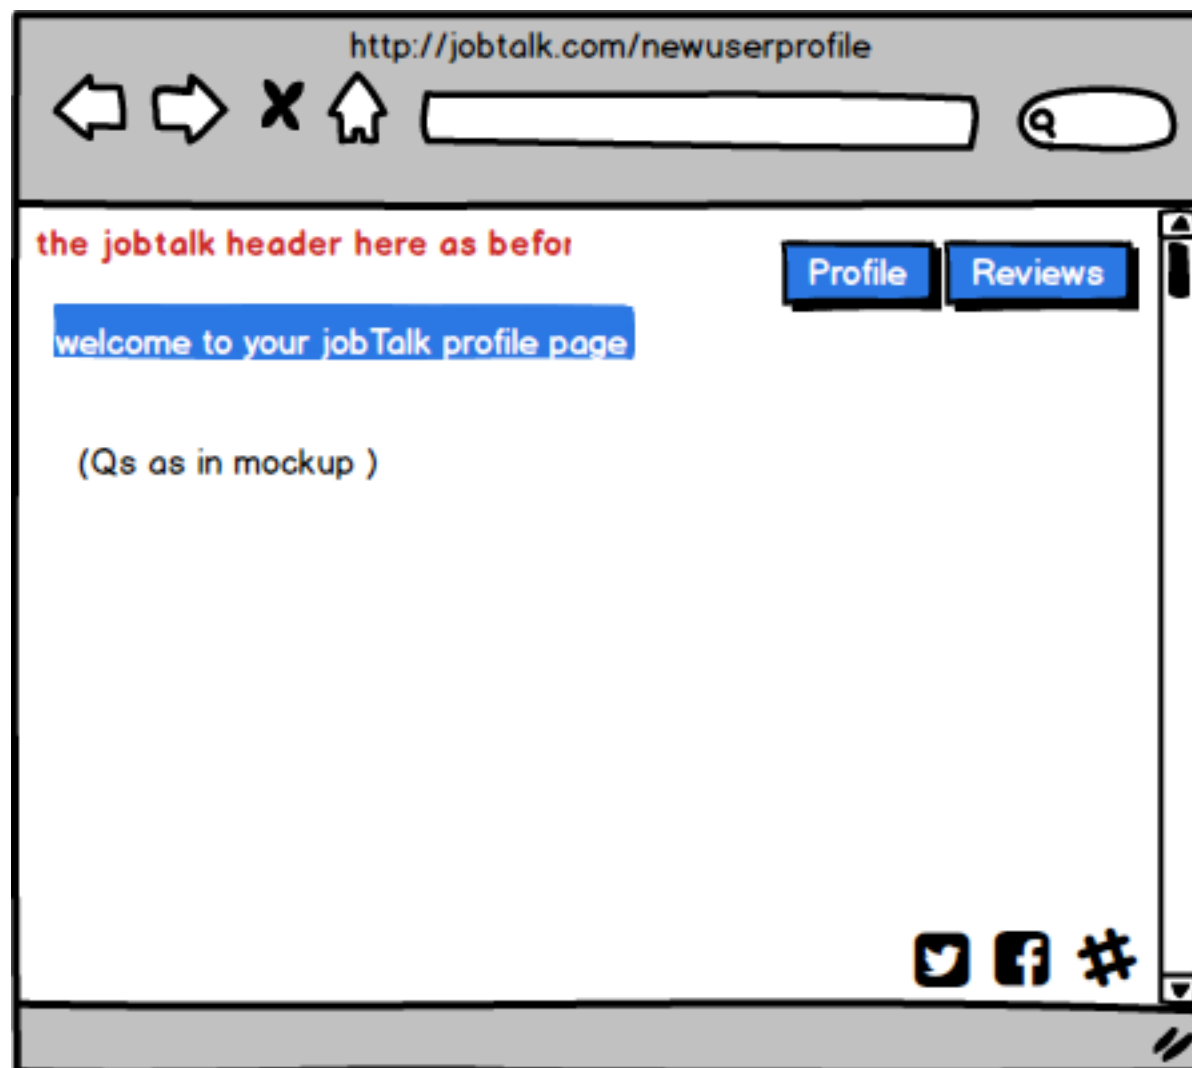 http://jobtalk.com/newuserprofile
the jobtalk header here as befor
Profile
Reviews
welcome to your jobTalk profile page
(Qs as in mockup )